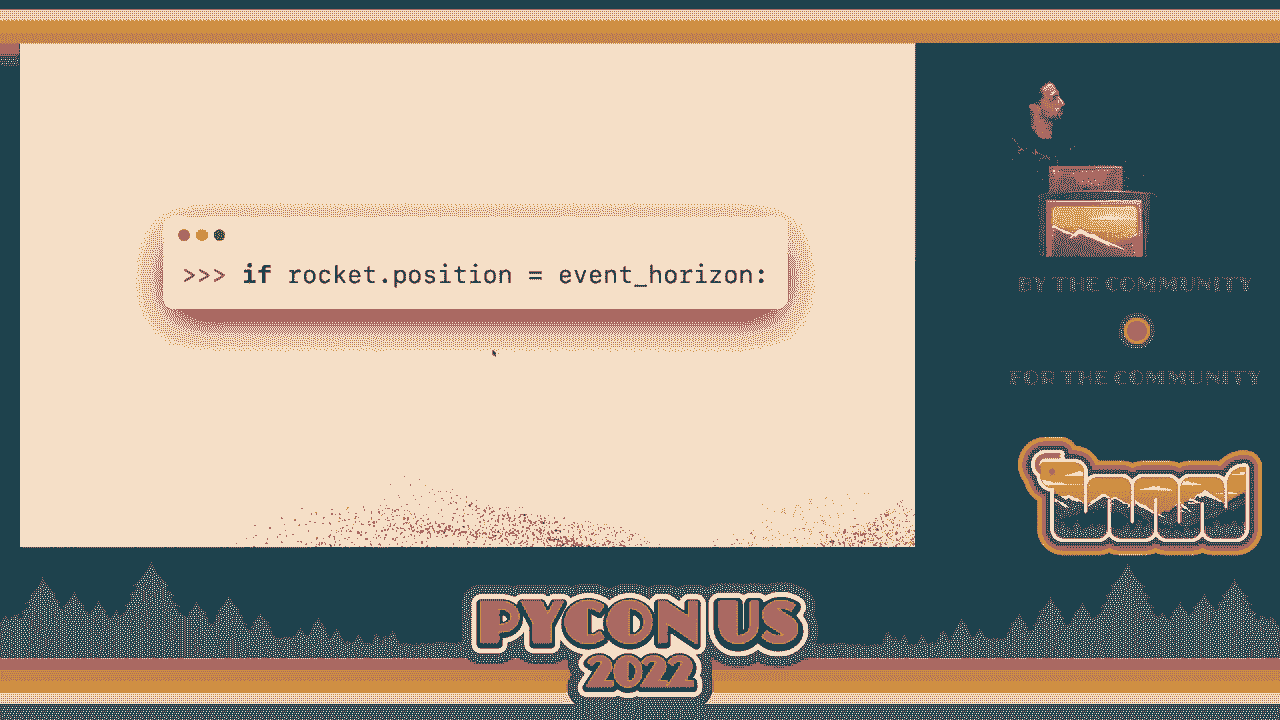 >>> if rocket.position = event_horizon:
BY THE COMMUNITY
FOR THE COMMUNITY
PYCON US
2022